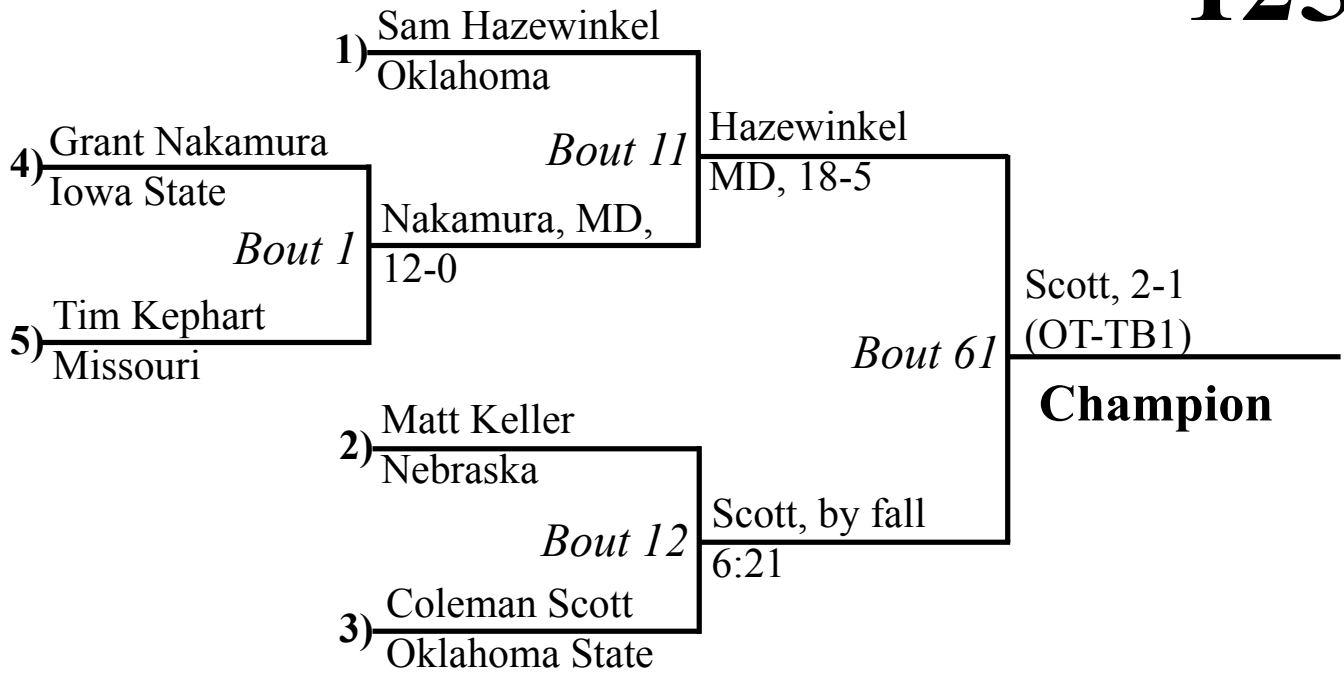 1) Sam Hazewinkel
Oklahoma
4) Grant Nakamura
Iowa State
Bout 11
Hazewinkel
MD, 18-5
Bout 1
Nakamura, MD,
12-0
5) Tim Kephart
Missouri
Bout 61
Scott, 2-1
(OT-TB1)
Champion
2) Matt Keller
Nebraska
Bout 12
Scott, by fall
6:21
3) Coleman Scott
Oklahoma State